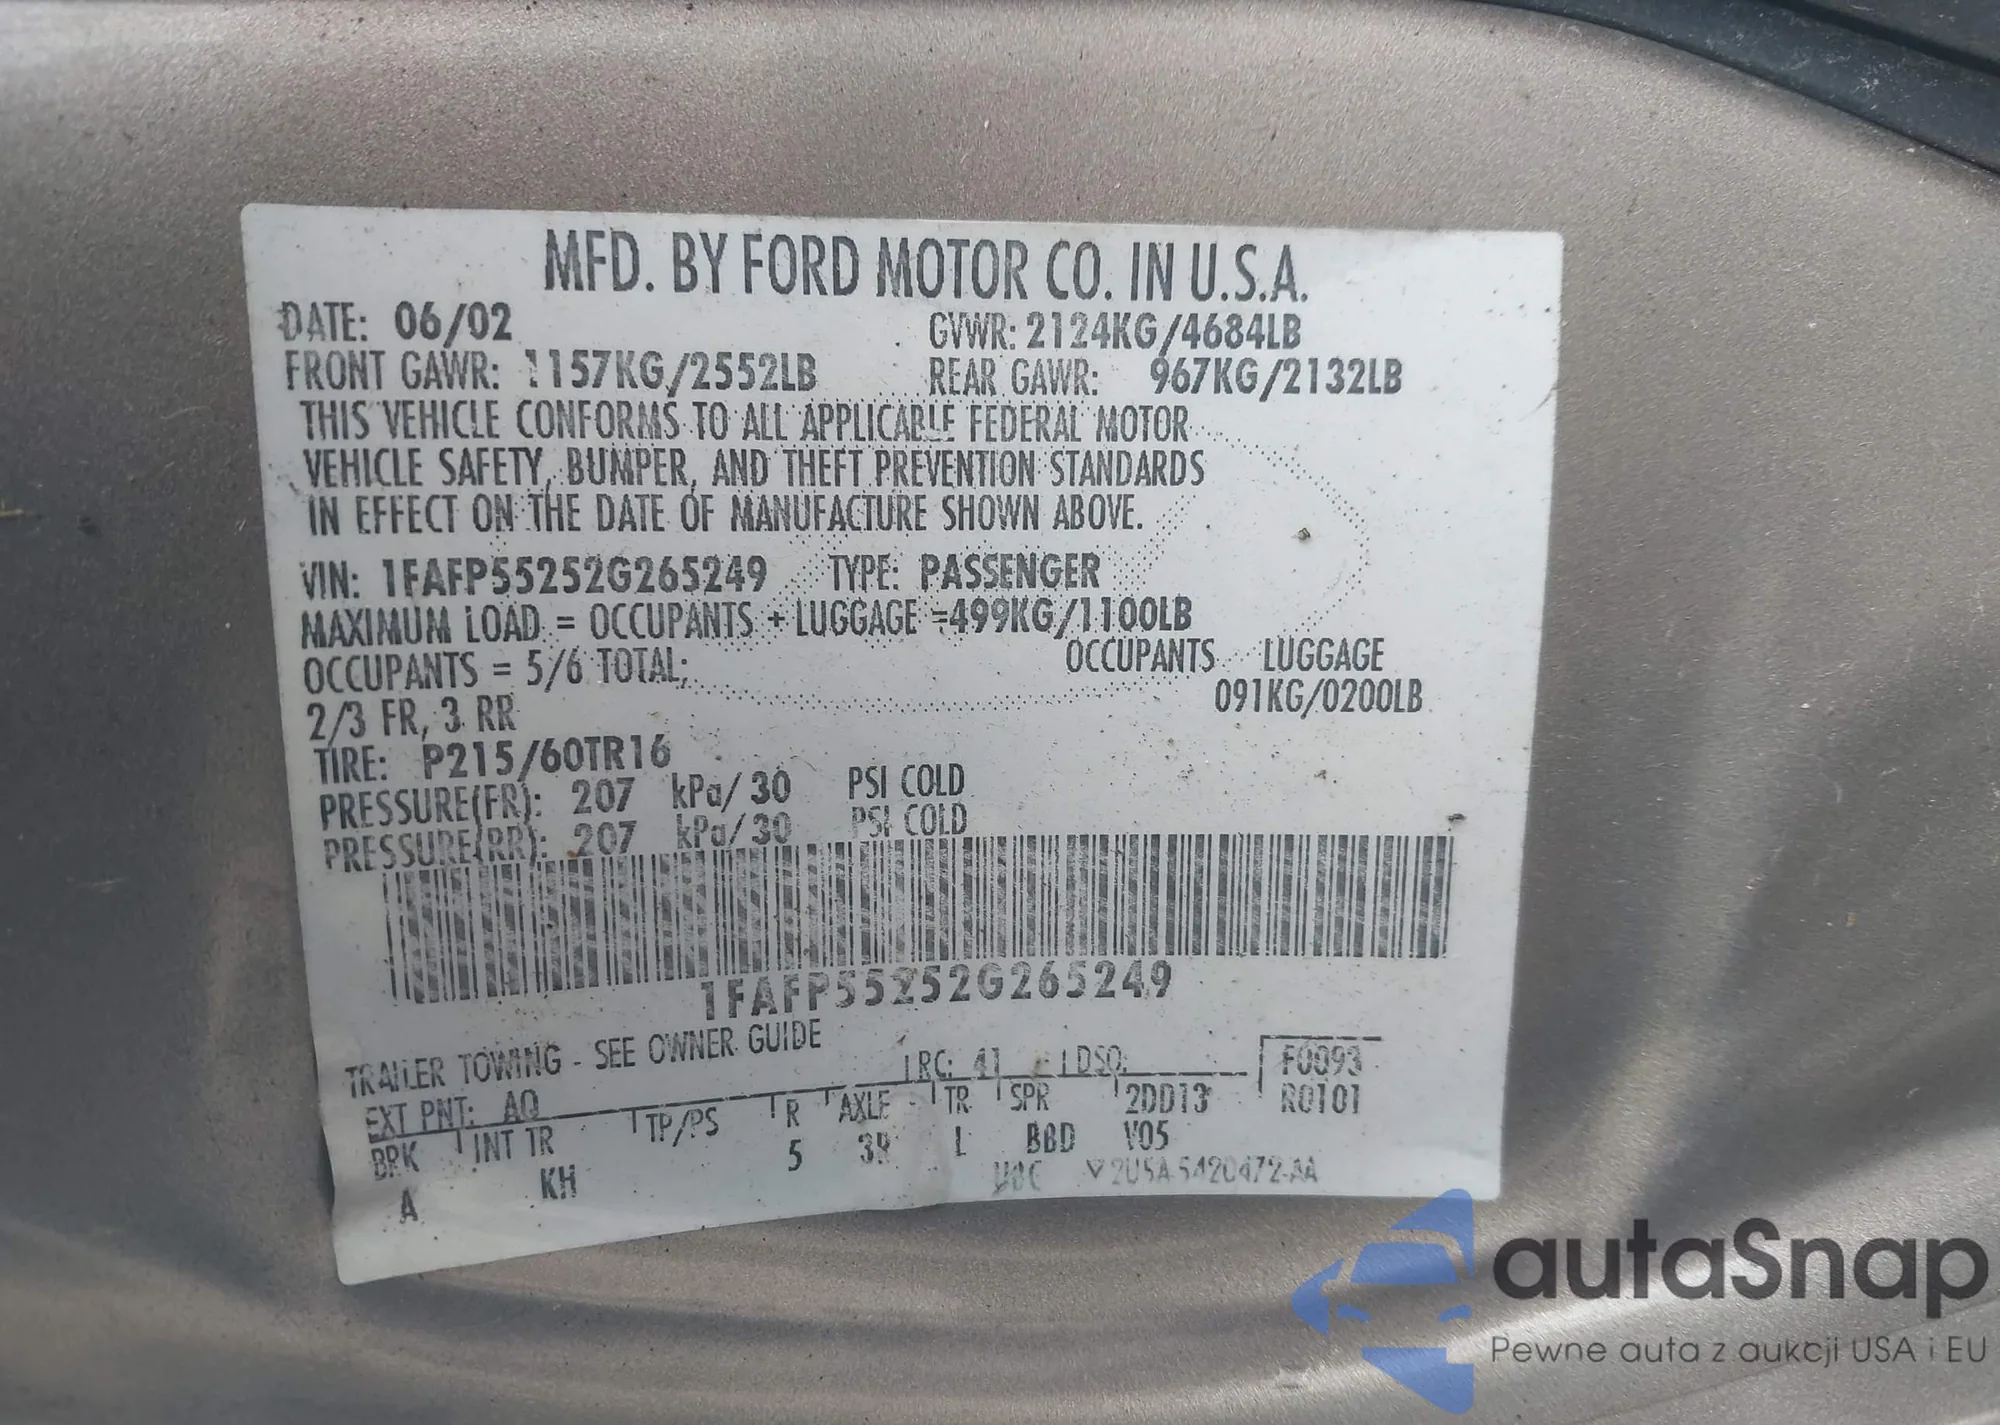 MFD. BY FORD MOTOR CO. IN U.S.A.
DATE: 06/02 GVWR: 2124KG/4684LB
FRONT GAWR: 1157KG/2552LB REAR GAWR: 967KG/2132LB
THIS VEHICLE CONFORMS TO ALL APPLICABLE FEDERAL MOTOR
VEHICLE SAFETY, BUMPER, AND THEFT PREVENTION STANDARDS
IN EFFECT ON THE DATE OF MANUFACTURE SHOWN ABOVE.
VIN: 1FAFP55252G265249 TYPE: PASSENGER
MAXIMUM LOAD = OCCUPANTS + LUGGAGE =499KG/1100LB
OCCUPANTS = 5/6 TOTAL; OCCUPANTS LUGGAGE
2/3 FR, 3 RR 091KG/0200LB
TIRE: P215/60TR16
PRESSURE(FR): 207 kPa/30 PSI COLD
PRESSURE(RR): 207 kPa/30 PSI COLD
1FAFP55252G265249
TRAILER TOWING - SEE OWNER GUIDE
EXT PNT: AQ RC: 41 DSO: F0093
BRK INT TR TP/PS R AXLE TR SPR 2DD13 R0101
A KH 5 L BBD V05
2U5A-5420472-AA
autaSnap
Pewne auta z aukcji USA i EU